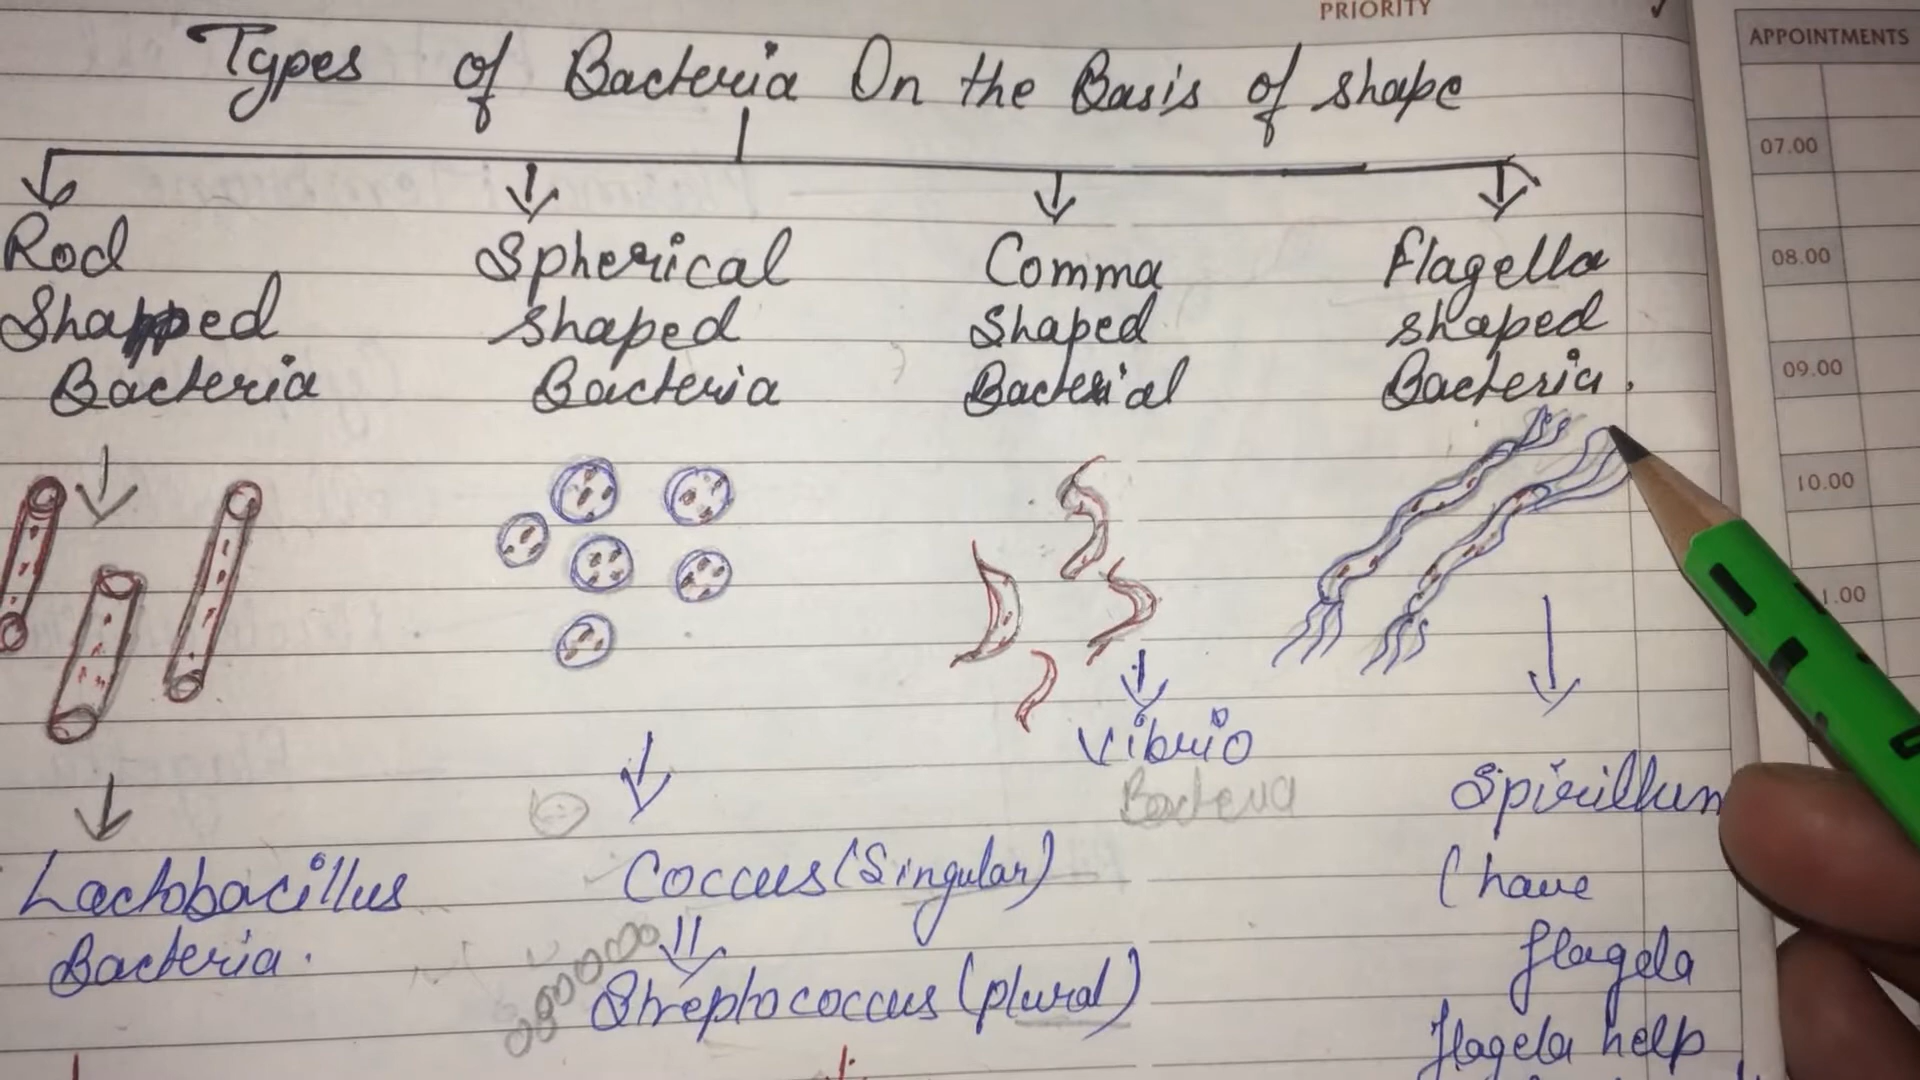 PRIORITY
APPOINTMENTS
Types of Bacteria On the Basis of shape
07.00
Rod
Shapped
Bacteria
Spherical
shaped
Bacteria
Comma
Shaped
Bacterial
Flagella
shaped
Bacteria.
08.00
09.00
10.00
1.00
Vibrio
Bacteria
Spirillum
(have
flagela
flagela help
Lactobacillus
Bacteria.
Coccus (Singular)
Streptococcus (plural)